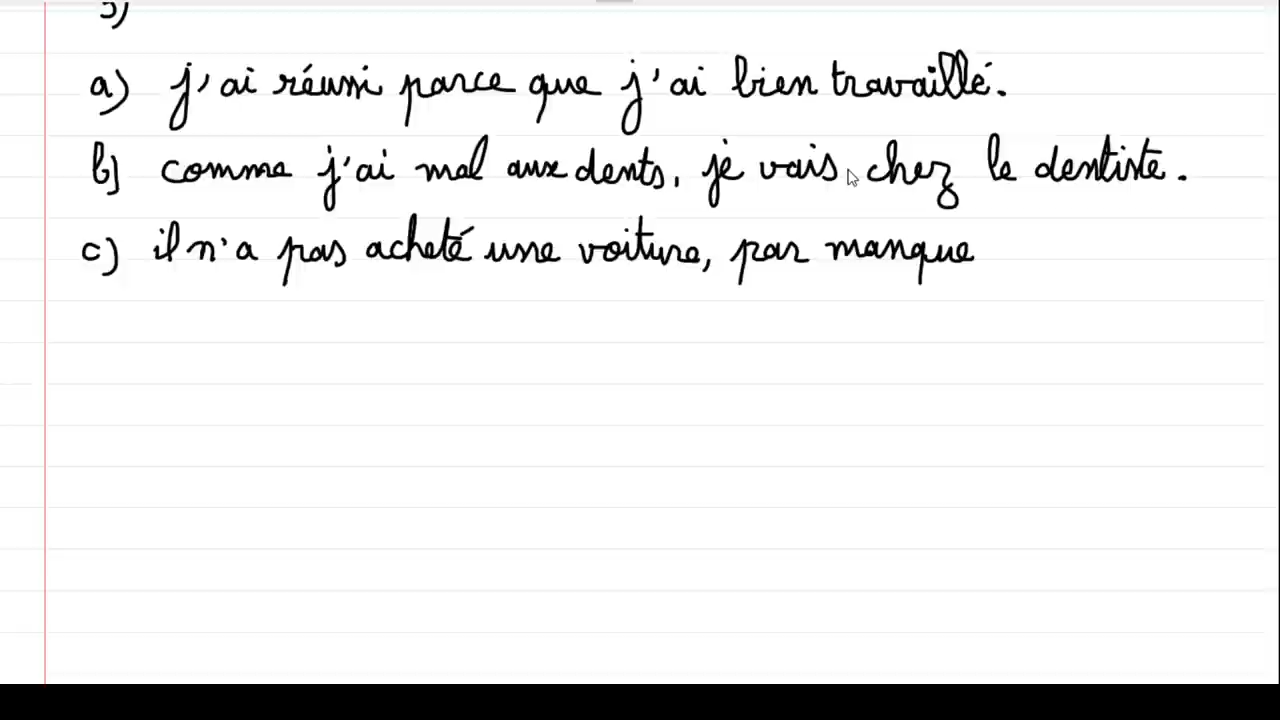 5)
a) j'ai réussi parce que j'ai bien travaillé.
b) comme j'ai mal aux dents, je vais chez le dentiste.
c) il n'a pas acheté une voiture, par manque